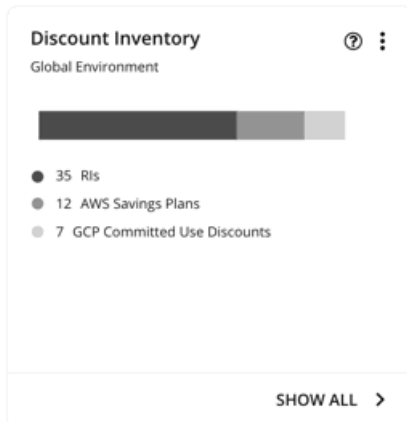 Discount Inventory
Global Environment
35 RIs
12 AWS Savings Plans
7 GCP Committed Use Discounts
SHOW ALL